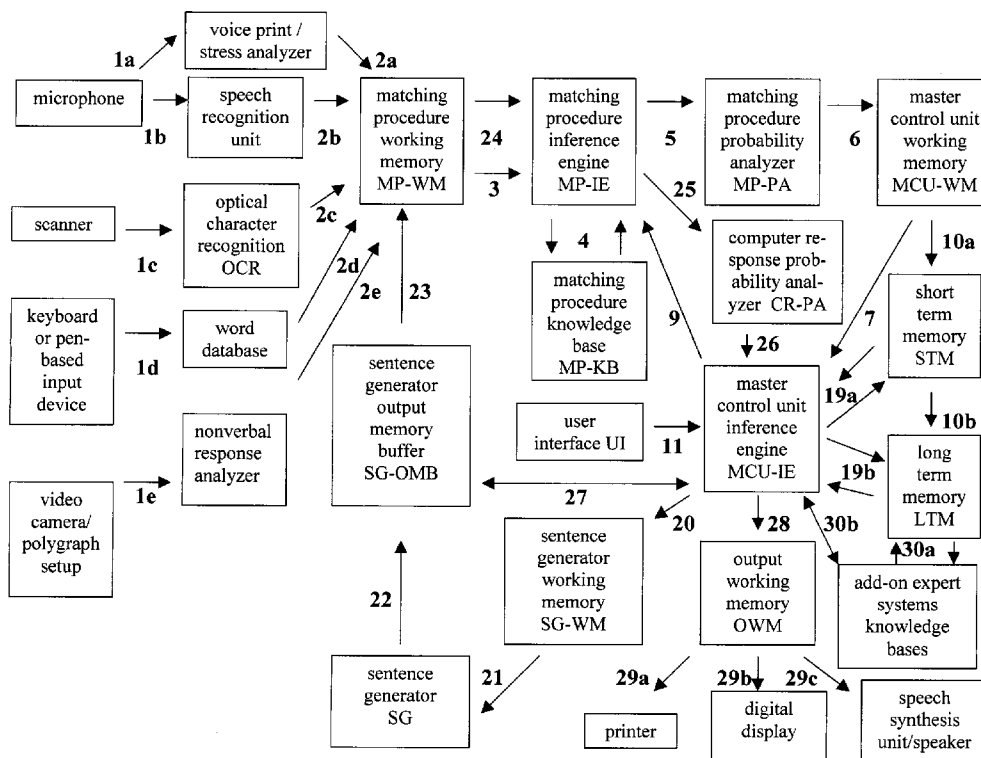 voice print /
stress analyzer
1a
2a
microphone
1b
speech
recognition
unit
2b
matching
procedure
working
memory
MP-WM
24
3
matching
procedure
inference
engine
MP-IE
5
25
matching
procedure
probability
analyzer
MP-PA
6
master
control unit
working
memory
MCU-WM
scanner
1c
optical
character
recognition
OCR
2c
2d
2e
23
4
matching
procedure
knowledge
base
MP-KB
9
computer re-
sponse prob-
ability anal-
yzer CR-PA
26
7
10a
short
term
memory
STM
19a
10b
keyboard
or pen-
based
input
device
1d
word
database
sentence
generator
output
memory
buffer
SG-OMB
user
interface UI
11
master
control unit
inference
engine
MCU-IE
19b
long
term
memory
LTM
nonverbal
response
analyzer
1e
video
camera/
polygraph
setup
27
20
28
30b
30a
22
sentence
generator
working
memory
SG-WM
output
working
memory
OWM
add-on expert
systems
knowledge
bases
sentence
generator
SG
21
29a
29b
29c
printer
digital
display
speech
synthesis
unit/speaker